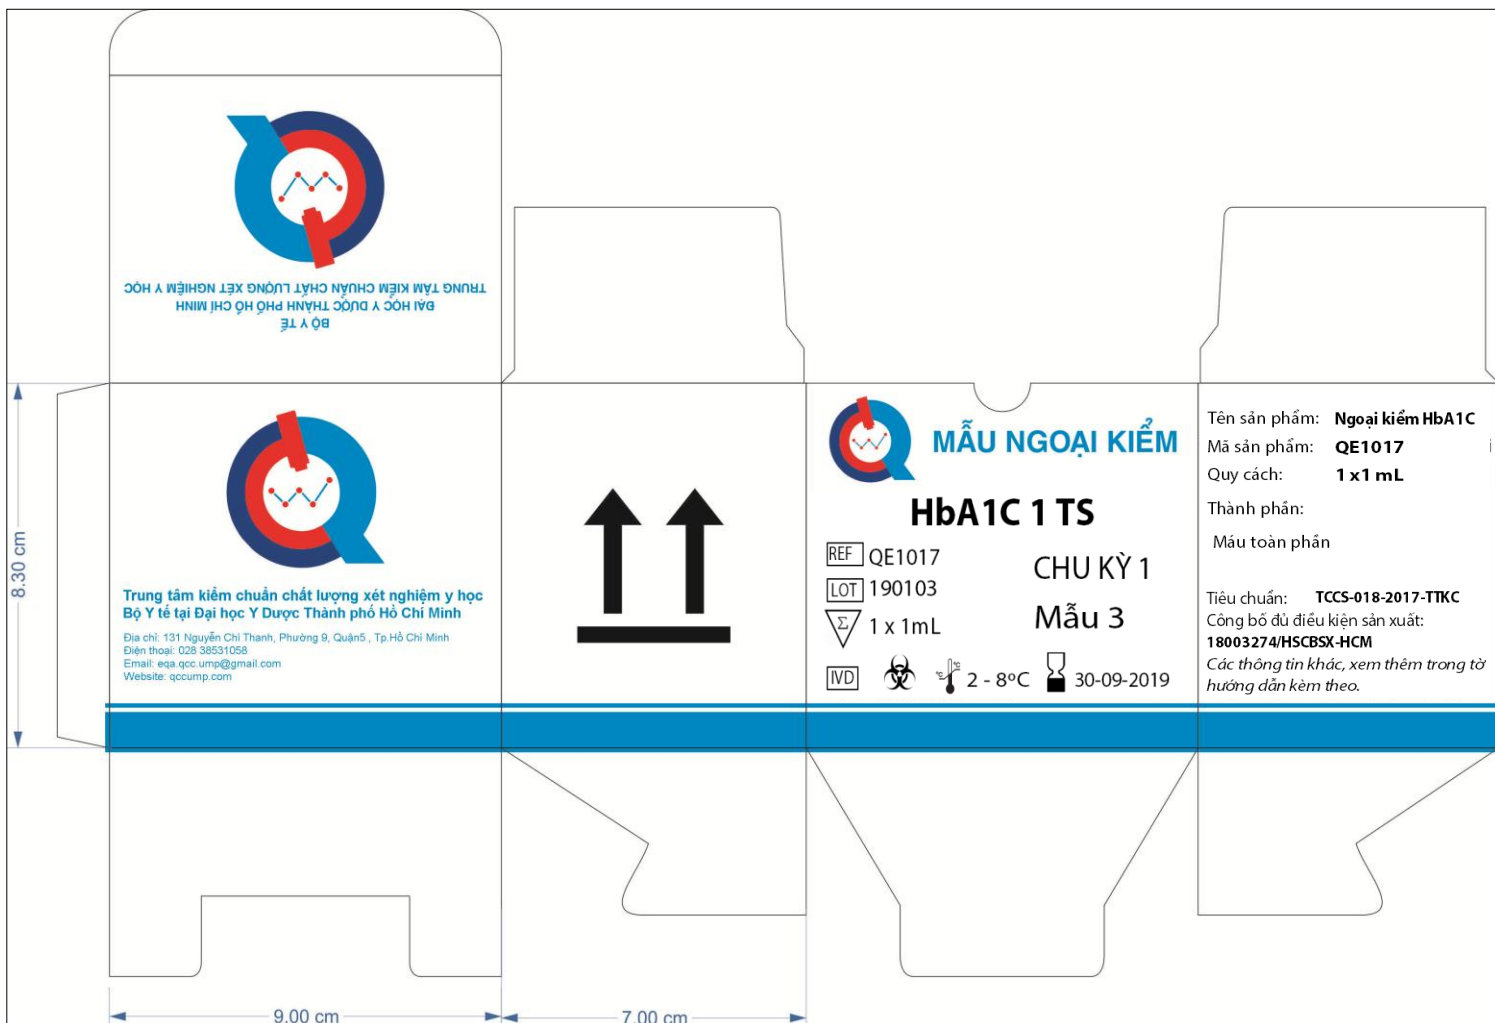 TRUNG TÂM KIỂM CHUẨN CHẤT LƯỢNG XÉT NGHIỆM Y HỌC
ĐẠI HỌC Y DƯỢC THÀNH PHỐ HỒ CHÍ MINH
BỘ Y TẾ
8.30 cm
Trung tâm kiểm chuẩn chất lượng xét nghiệm y học
Bộ Y tế tại Đại học Y Dược Thành phố Hồ Chí Minh
Địa chỉ: 131 Nguyễn Chí Thanh, Phường 9, Quận5 , Tp.Hồ Chí Minh
Điện thoại: 028 38531058
Email: eqa.qcc.ump@gmail.com
Website: qccump.com
MẪU NGOẠI KIỂM
HbA1C 1 TS
REF QE1017
LOT 190103
Σ 1 x 1mL
CHU KỲ 1
Mẫu 3
IVD 2 - 8ºC 30-09-2019
Tên sản phẩm: Ngoại kiểm HbA1C
Mã sản phẩm: QE1017
Quy cách: 1 x1 mL
Thành phần:
Máu toàn phần
Tiêu chuẩn: TCCS-018-2017-TTKC
Công bố đủ điều kiện sản xuất:
18003274/HSCBSX-HCM
Các thông tin khác, xem thêm trong tờ
hướng dẫn kèm theo.
9.00 cm
7.00 cm